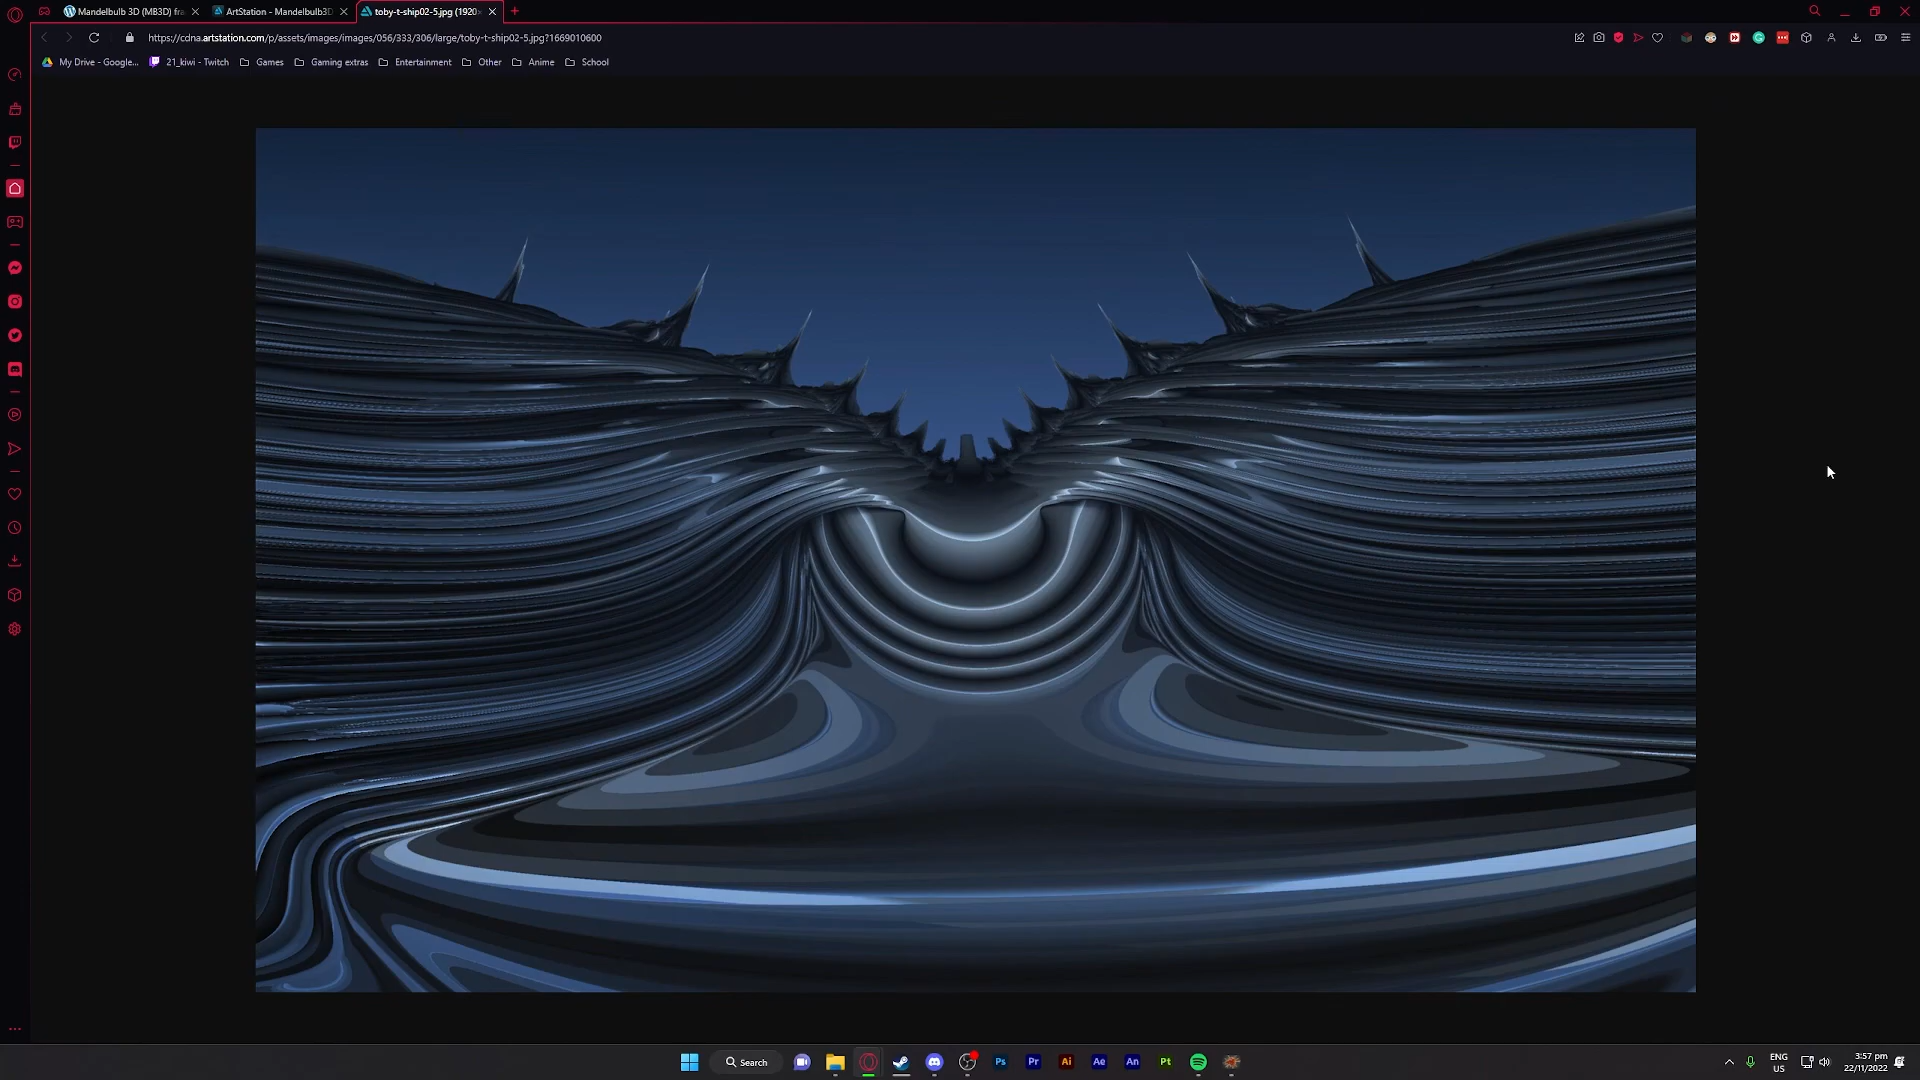 Mandelbulb 3D (MB3D) fra
ArtStation - Mandelbulb3D
toby-t-ship02-5.jpg (1920×
https://cdna.artstation.com/p/assets/images/images/056/333/306/large/toby-t-ship02-5.jpg?1669010600
My Drive - Google...
21_kiwi - Twitch
Games
Gaming extras
Entertainment
Other
Anime
School
Search
Ps
Pr
Ai
Ae
An
Pt
ENG
US
3:57 pm
22/11/2022